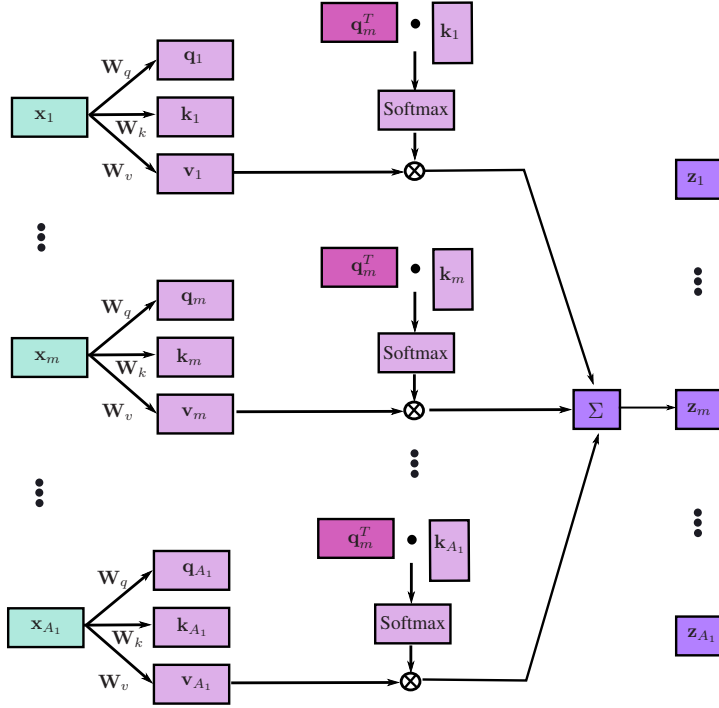 q_m^T • k_1
q_1
W_q
x_1
k_1
Softmax
W_k
W_v
v_1
⊗
z_1
q_m^T • k_m
q_m
W_q
x_m
k_m
Softmax
W_k
W_v
v_m
⊗
Σ
z_m
q_m^T • k_{A_1}
q_{A_1}
W_q
x_{A_1}
k_{A_1}
Softmax
W_k
z_{A_1}
W_v
v_{A_1}
⊗